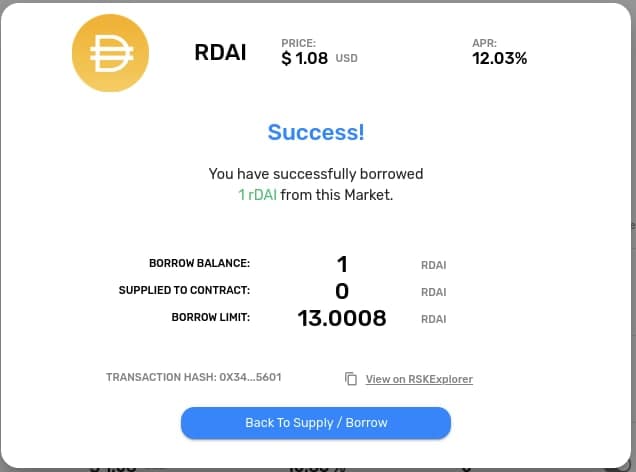 RDAI
PRICE:
$ 1.08 USD
APR:
12.03%
Success!
You have successfully borrowed
1 rDAI from this Market.
BORROW BALANCE: 1 RDAI
SUPPLIED TO CONTRACT: 0 RDAI
BORROW LIMIT: 13.0008 RDAI
TRANSACTION HASH: 0X34...5601
View on RSKExplorer
Back To Supply / Borrow